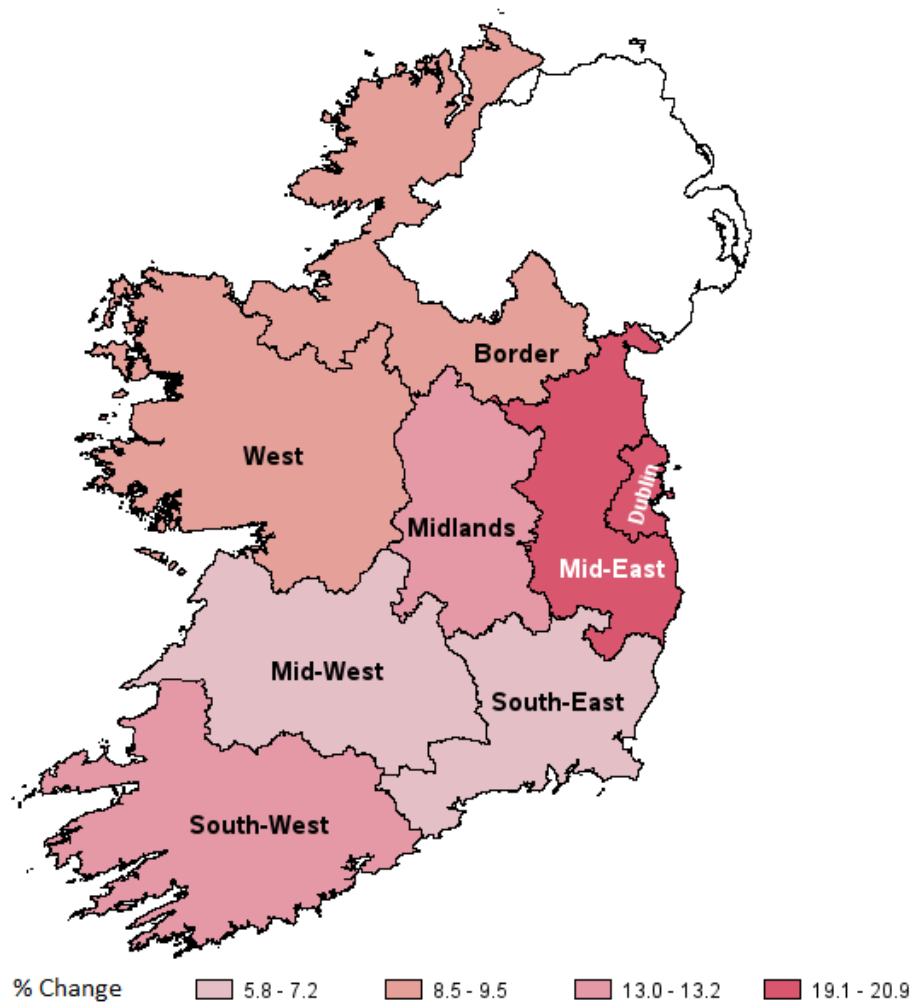 Border
West
Dublin
Midlands
Mid-East
Mid-West
South-East
South-West
% Change 5.8 - 7.2 8.5 - 9.5 13.0 - 13.2 19.1 - 20.9